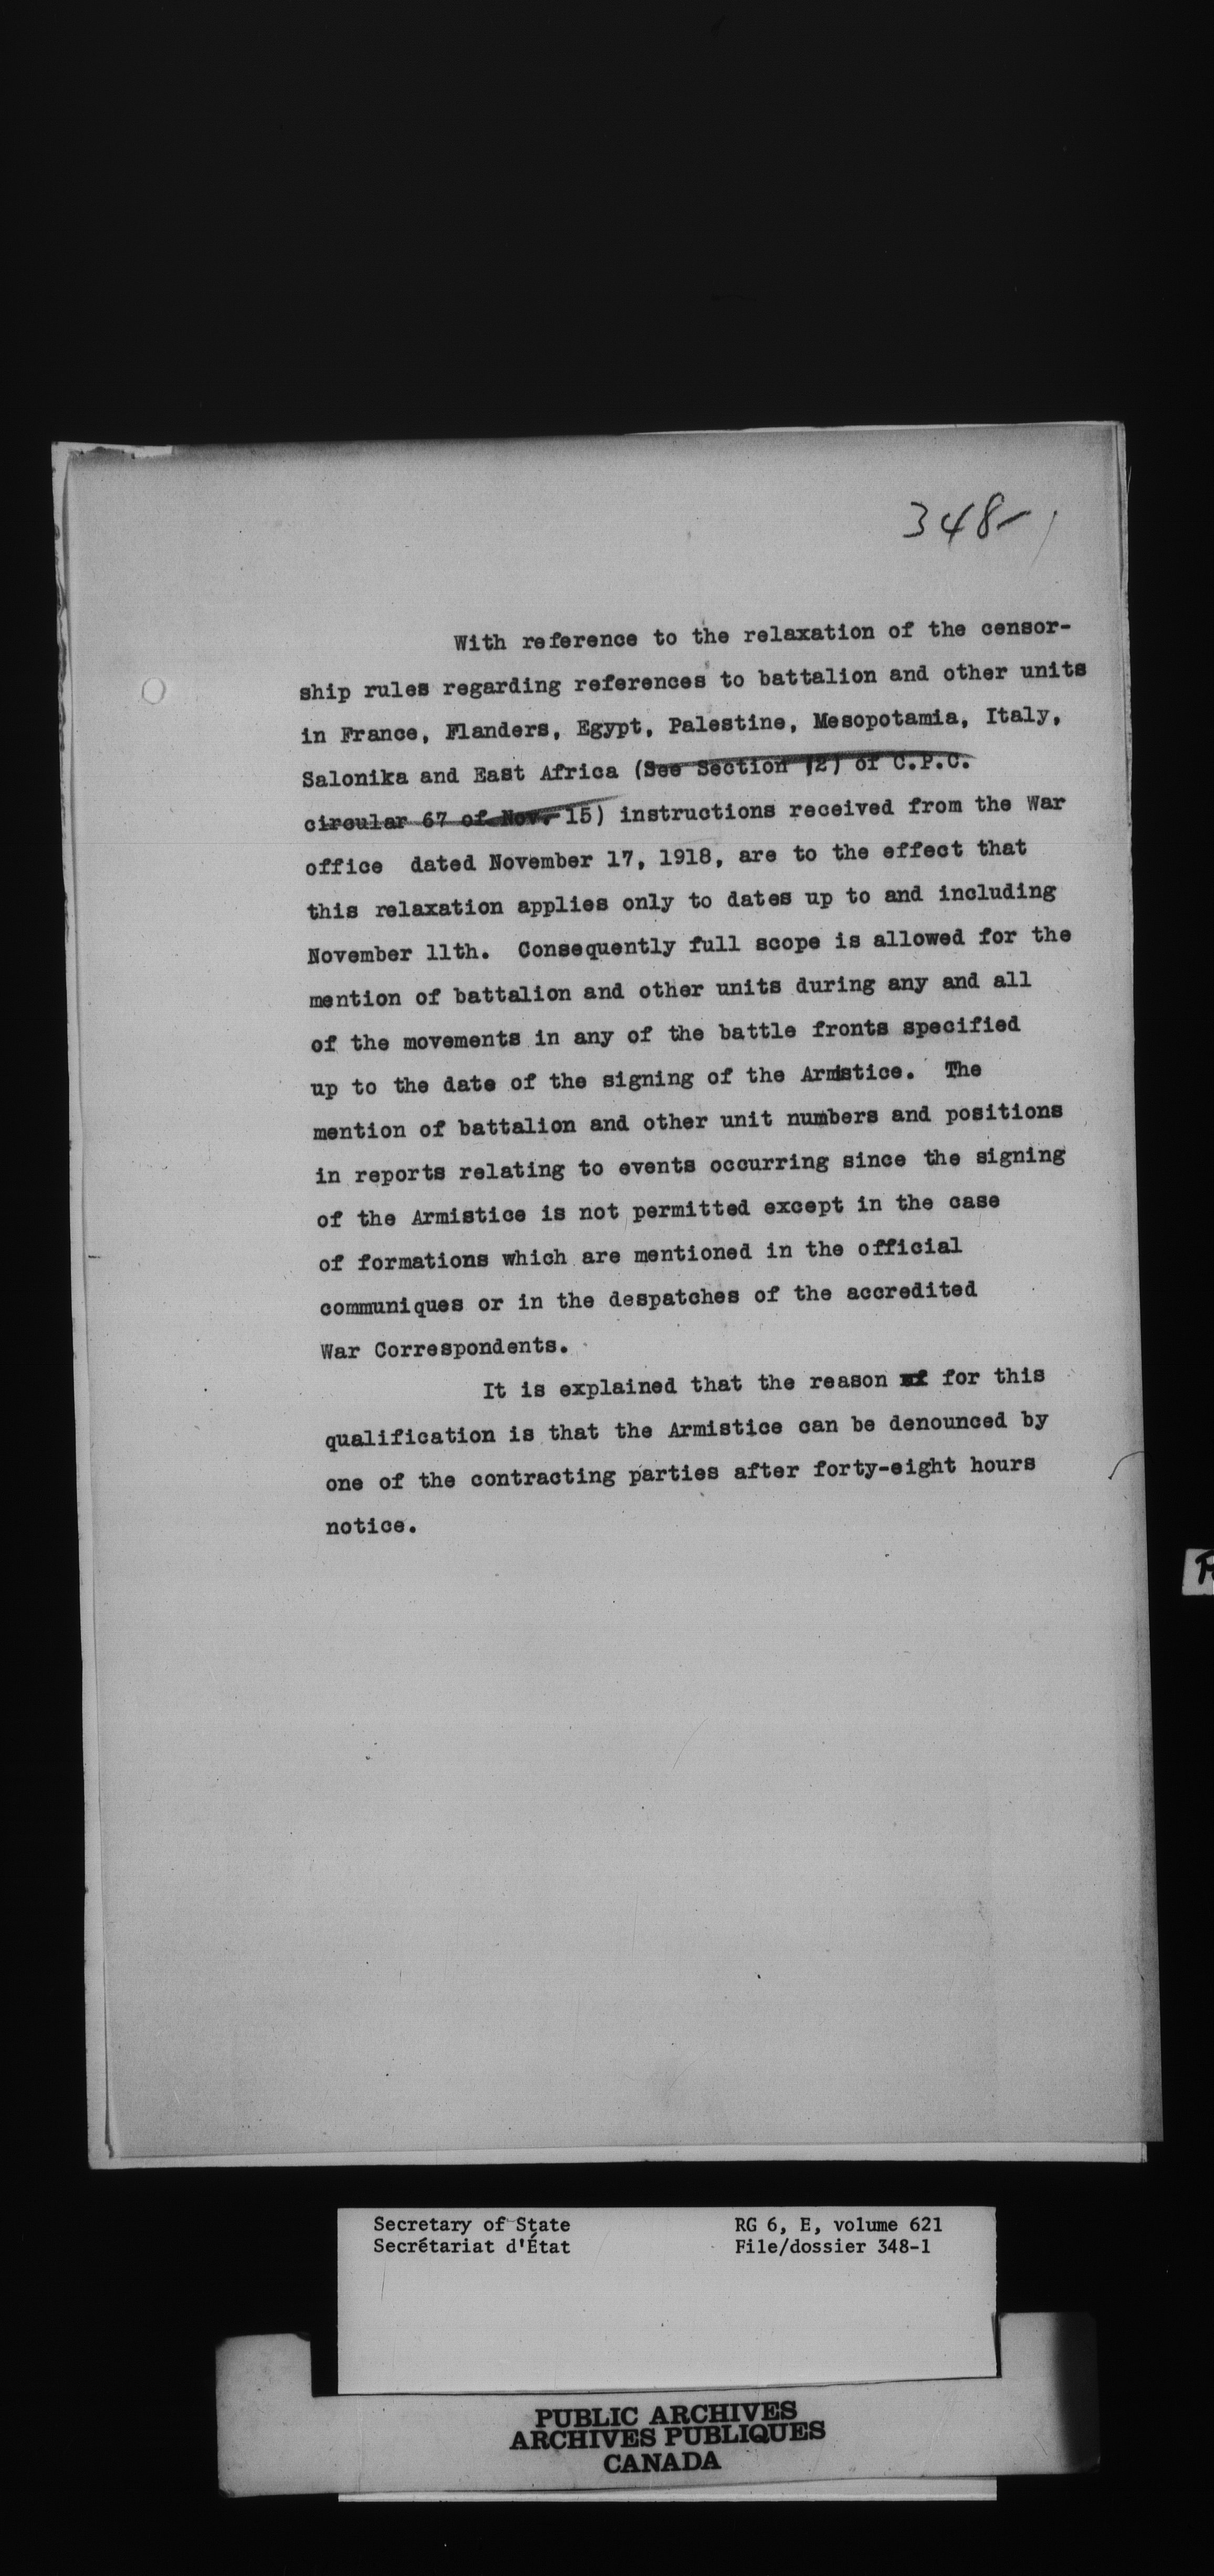 348-1
With reference to the relaxation of the censor-
ship rules regarding references to battalion and other units
in France, Flanders, Egypt, Palestine, Mesopotamia, Italy,
Salonika and East Africa (See Section (2) of C.P.C.
circular 67 of Nov. 15) instructions received from the War
office dated November 17, 1918, are to the effect that
this relaxation applies only to dates up to and including
November 11th. Consequently full scope is allowed for the
mention of battalion and other units during any and all
of the movements in any of the battle fronts specified
up to the date of the signing of the Armistice. The
mention of battalion and other unit numbers and positions
in reports relating to events occurring since the signing
of the Armistice is not permitted except in the case
of formations which are mentioned in the official
communiques or in the despatches of the accredited
War Correspondents.
It is explained that the reason for this
qualification is that the Armistice can be denounced by
one of the contracting parties after forty-eight hours
notice.
Secretary of State RG 6, E, volume 621
Secrétariat d'État File/dossier 348-1
PUBLIC ARCHIVES
ARCHIVES PUBLIQUES
CANADA